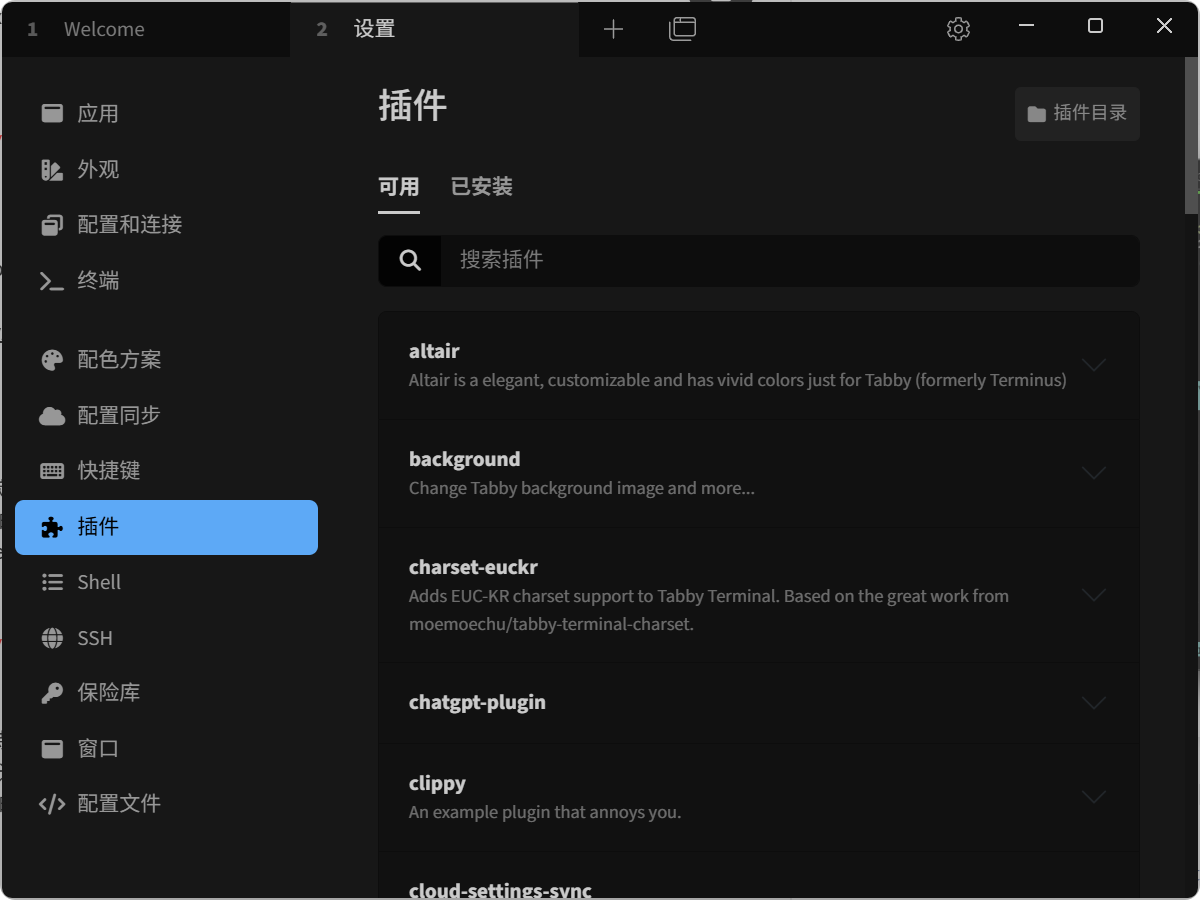 1 Welcome
2 设置
应用
外观
配置和连接
终端
配色方案
配置同步
快捷键
插件
Shell
SSH
保险库
窗口
配置文件
插件
插件目录
可用 已安装
搜索插件
altair
Altair is a elegant, customizable and has vivid colors just for Tabby (formerly Terminus)
background
Change Tabby background image and more...
charset-euckr
Adds EUC-KR charset support to Tabby Terminal. Based on the great work from
moemoechu/tabby-terminal-charset.
chatgpt-plugin
clippy
An example plugin that annoys you.
cloud-settings-sync